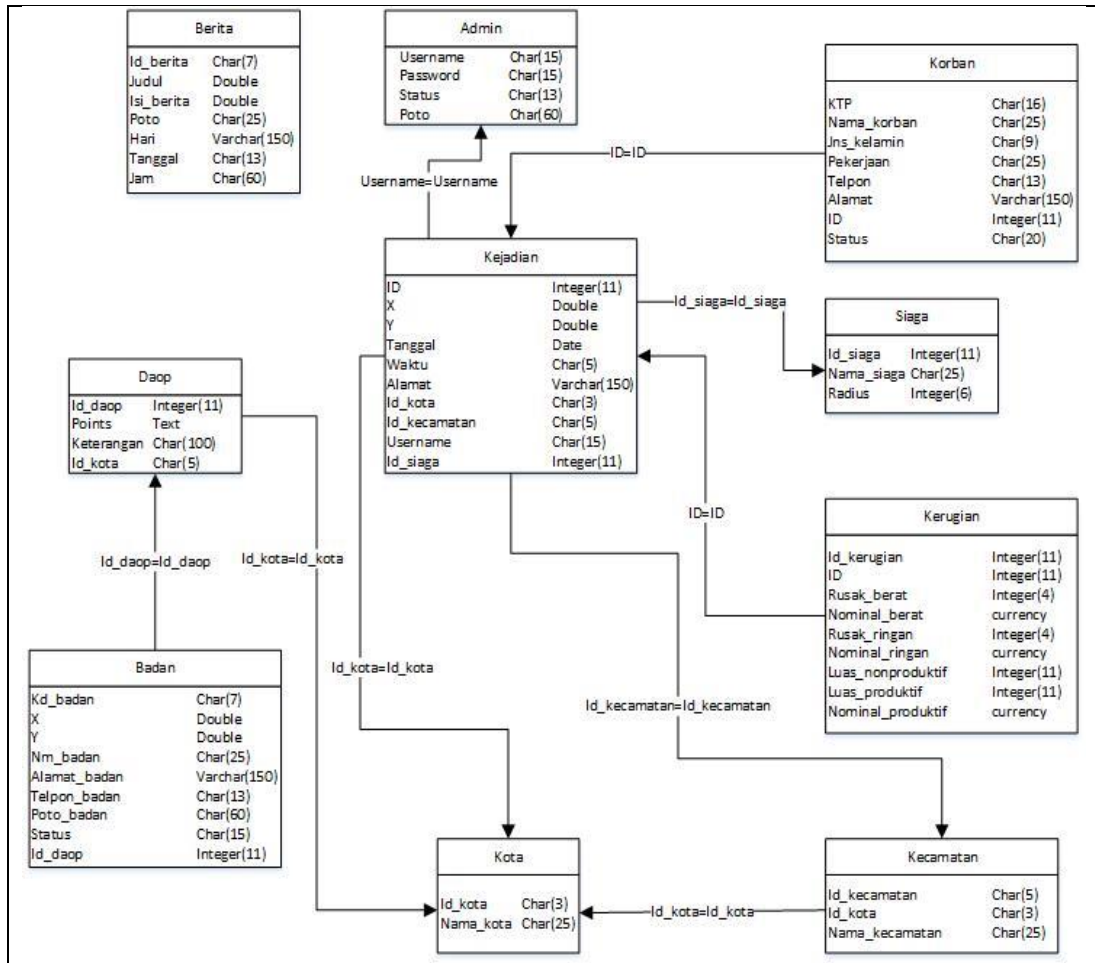 Berita
Id_berita Char(7)
Judul Double
Isi_berita Double
Poto Char(25)
Hari Varchar(150)
Tanggal Char(13)
Jam Char(60)
Admin
Username Char(15)
Password Char(15)
Status Char(13)
Poto Char(60)
Korban
KTP Char(16)
Nama_korban Char(25)
Jns_kelamin Char(9)
Pekerjaan Char(25)
Telpon Char(13)
Alamat Varchar(150)
ID Integer(11)
Status Char(20)
ID=ID
Username=Username
Kejadian
ID Integer(11)
X Double
Y Double
Tanggal Date
Waktu Char(5)
Alamat Varchar(150)
Id_kota Char(3)
Id_kecamatan Char(5)
Username Char(15)
Id_siaga Integer(11)
Id_siaga=Id_siaga
Siaga
Id_siaga Integer(11)
Nama_siaga Char(25)
Radius Integer(6)
Daop
Id_daop Integer(11)
Points Text
Keterangan Char(100)
Id_kota Char(5)
ID=ID
Kerugian
Id_kerugian Integer(11)
ID Integer(11)
Rusak_berat Integer(4)
Nominal_berat currency
Rusak_ringan Integer(4)
Nominal_ringan currency
Luas_nonproduktif Integer(11)
Luas_produktif Integer(11)
Nominal_produktif currency
Id_daop=Id_daop
Id_kota=Id_kota
Id_kota=Id_kota
Id_kecamatan=Id_kecamatan
Badan
Kd_badan Char(7)
X Double
Y Double
Nm_badan Char(25)
Alamat_badan Varchar(150)
Telpon_badan Char(13)
Poto_badan Char(60)
Status Char(15)
Id_daop Integer(11)
Kota
Id_kota Char(3)
Nama_kota Char(25)
Id_kota=Id_kota
Kecamatan
Id_kecamatan Char(5)
Id_kota Char(3)
Nama_kecamatan Char(25)